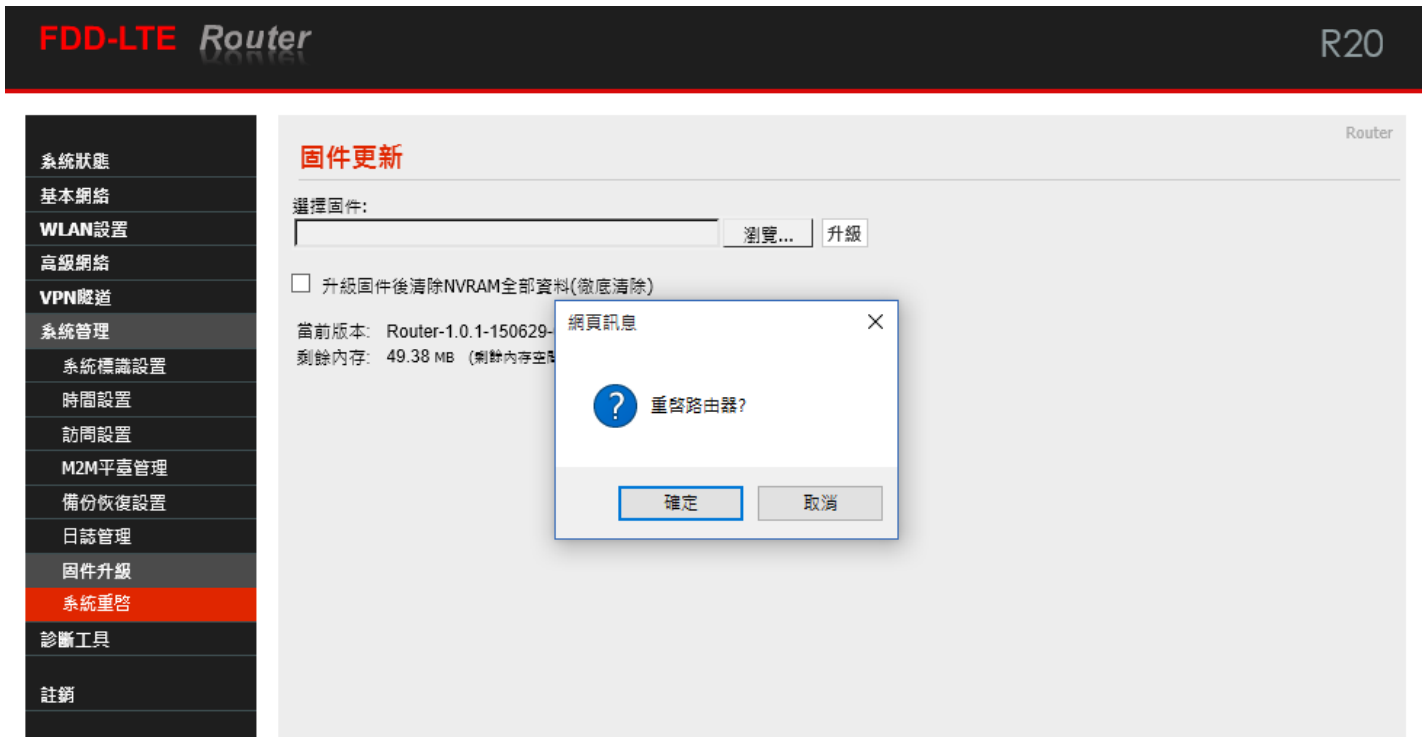 FDD-LTE Router
R20
系統狀態
基本網絡
WLAN設置
高級網絡
VPN隧道
系統管理
系統標識設置
時間設置
訪問設置
M2M平臺管理
備份恢復設置
日誌管理
固件升級
系統重啓
診斷工具
註銷
Router
固件更新
選擇固件:
瀏覽... 升級
升級固件後清除NVRAM全部資料(徹底清除)
當前版本: Router-1.0.1-150629-
剩餘內存: 49.38 MB (剩餘內存空間
網頁訊息
重啓路由器?
確定 取消